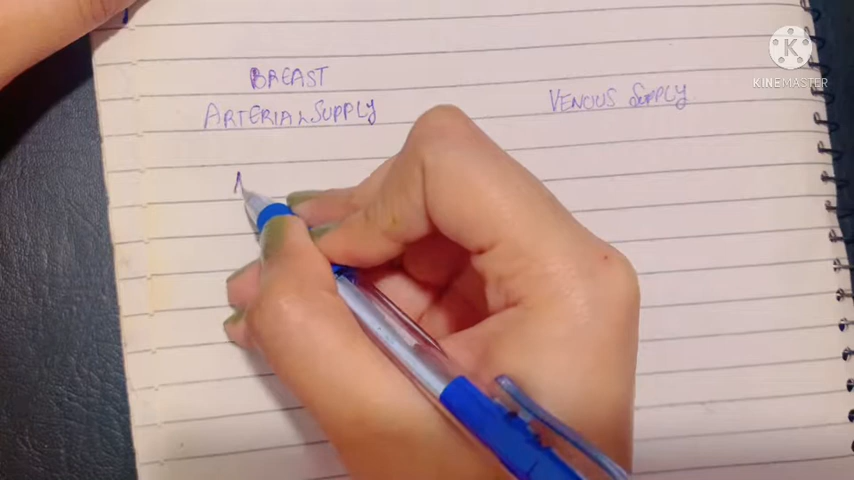 BREAST
ARTERIAL SUPPLY
VENOUS SUPPLY
K
KINEMASTER